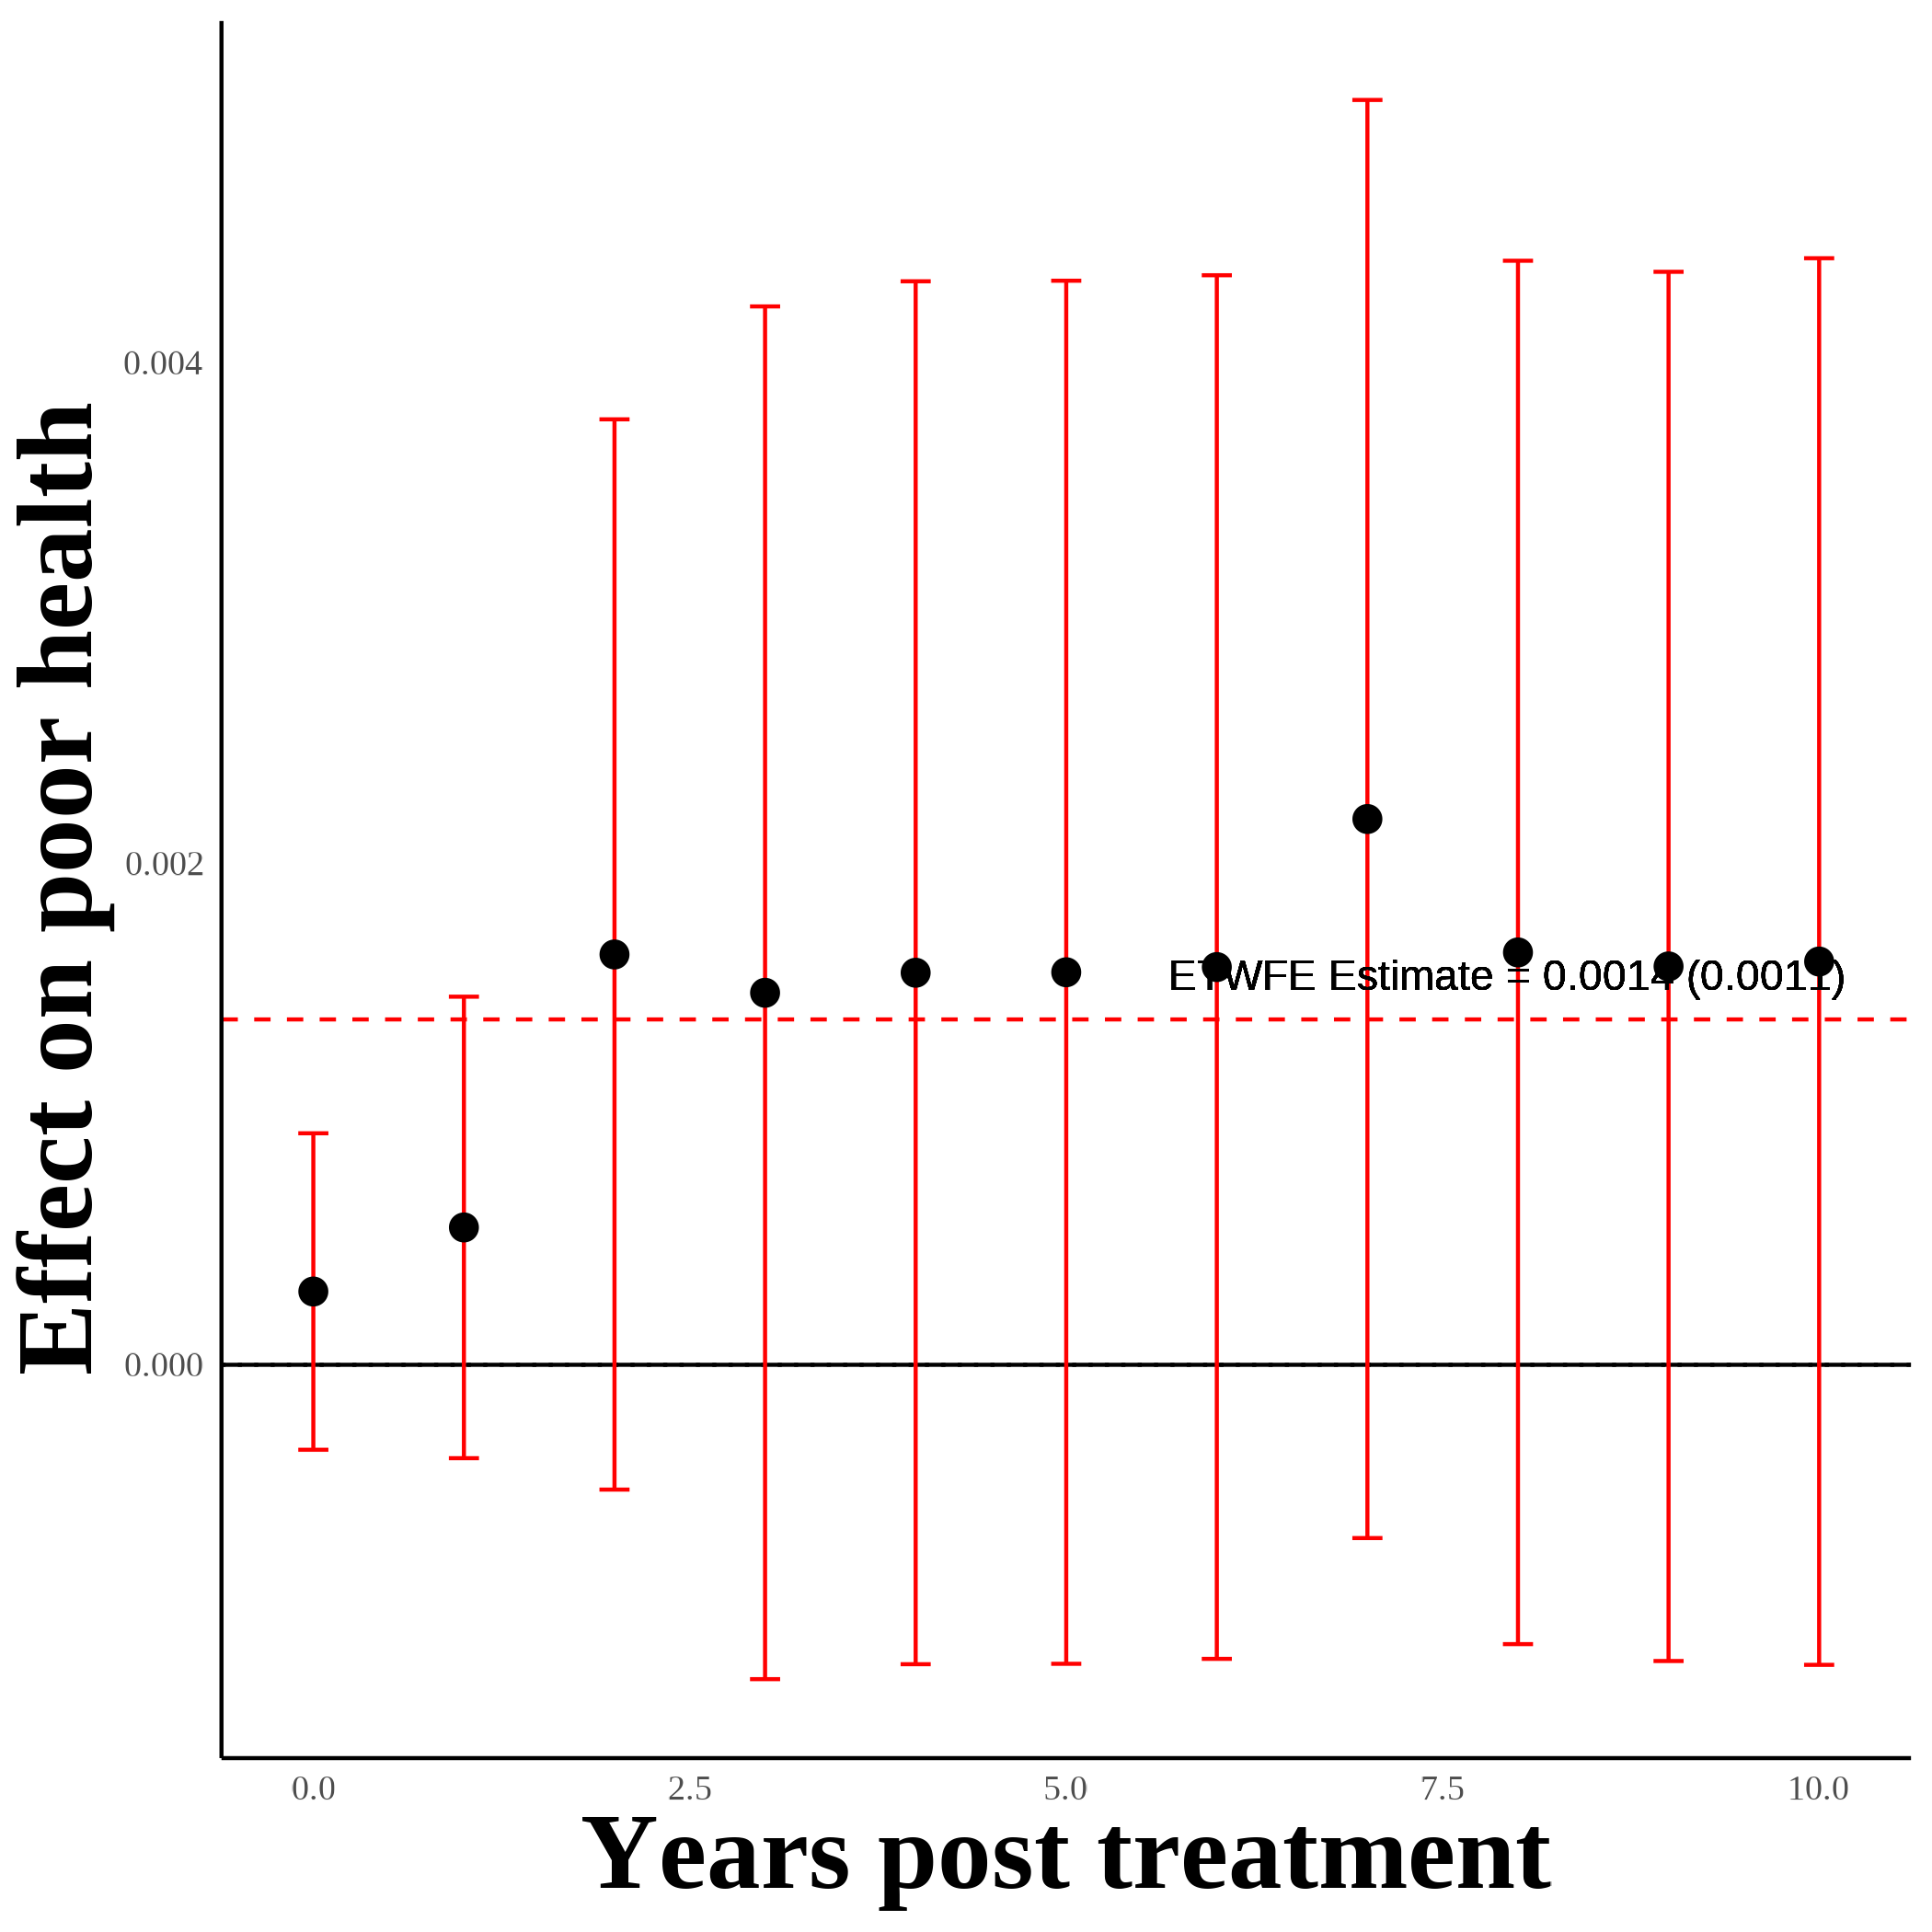 Effect on poor health
0.004
0.002
0.000
ETWFE Estimate = 0.0014 (0.0011)
0.0 2.5 5.0 7.5 10.0
Years post treatment